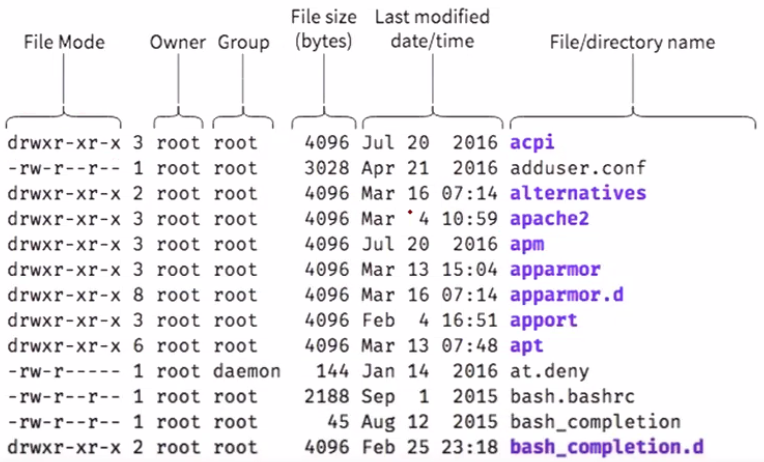 File Mode Owner Group File size (bytes) Last modified date/time File/directory name
drwxr-xr-x 3 root root 4096 Jul 20 2016 acpi
-rw-r--r-- 1 root root 3028 Apr 21 2016 adduser.conf
drwxr-xr-x 2 root root 4096 Mar 16 07:14 alternatives
drwxr-xr-x 3 root root 4096 Mar 4 10:59 apache2
drwxr-xr-x 3 root root 4096 Jul 20 2016 apm
drwxr-xr-x 3 root root 4096 Mar 13 15:04 apparmor
drwxr-xr-x 8 root root 4096 Mar 16 07:14 apparmor.d
drwxr-xr-x 3 root root 4096 Feb 4 16:51 apport
drwxr-xr-x 6 root root 4096 Mar 13 07:48 apt
-rw-r----- 1 root daemon 144 Jan 14 2016 at.deny
-rw-r--r-- 1 root root 2188 Sep 1 2015 bash.bashrc
-rw-r--r-- 1 root root 45 Aug 12 2015 bash_completion
drwxr-xr-x 2 root root 4096 Feb 25 23:18 bash_completion.d